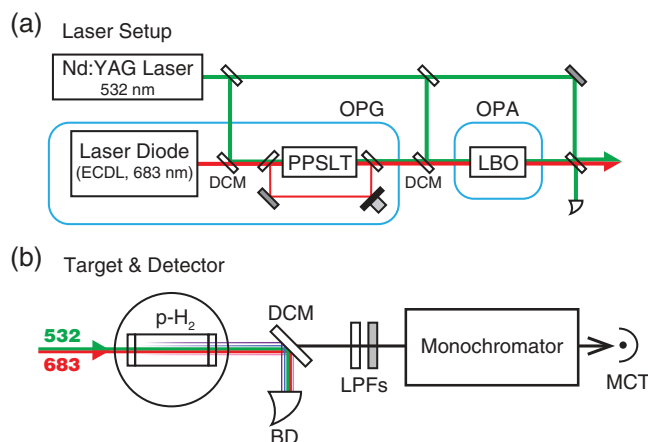 (a) Laser Setup
Nd:YAG Laser
532 nm
OPG
OPA
Laser Diode
(ECDL, 683 nm)
DCM
PPSLT
DCM
LBO
(b) Target & Detector
p-H₂
DCM
532
683
Monochromator
LPFs
MCT
BD